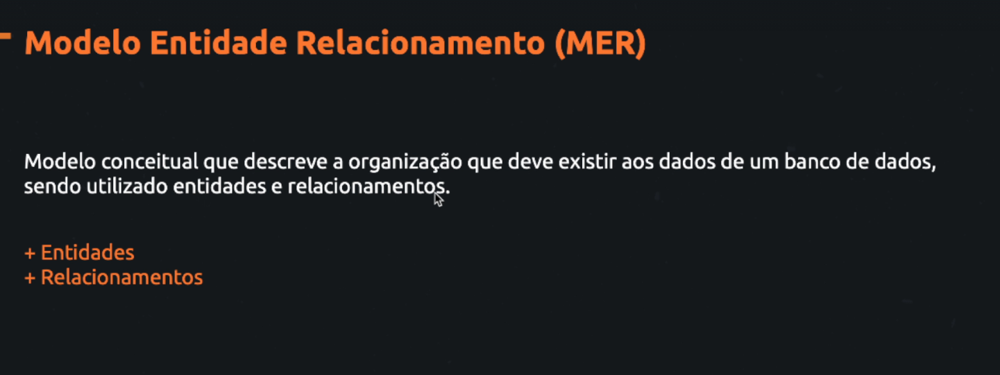 Modelo Entidade Relacionamento (MER)
Modelo conceitual que descreve a organização que deve existir aos dados de um banco de dados,
sendo utilizado entidades e relacionamentos.
+ Entidades
+ Relacionamentos